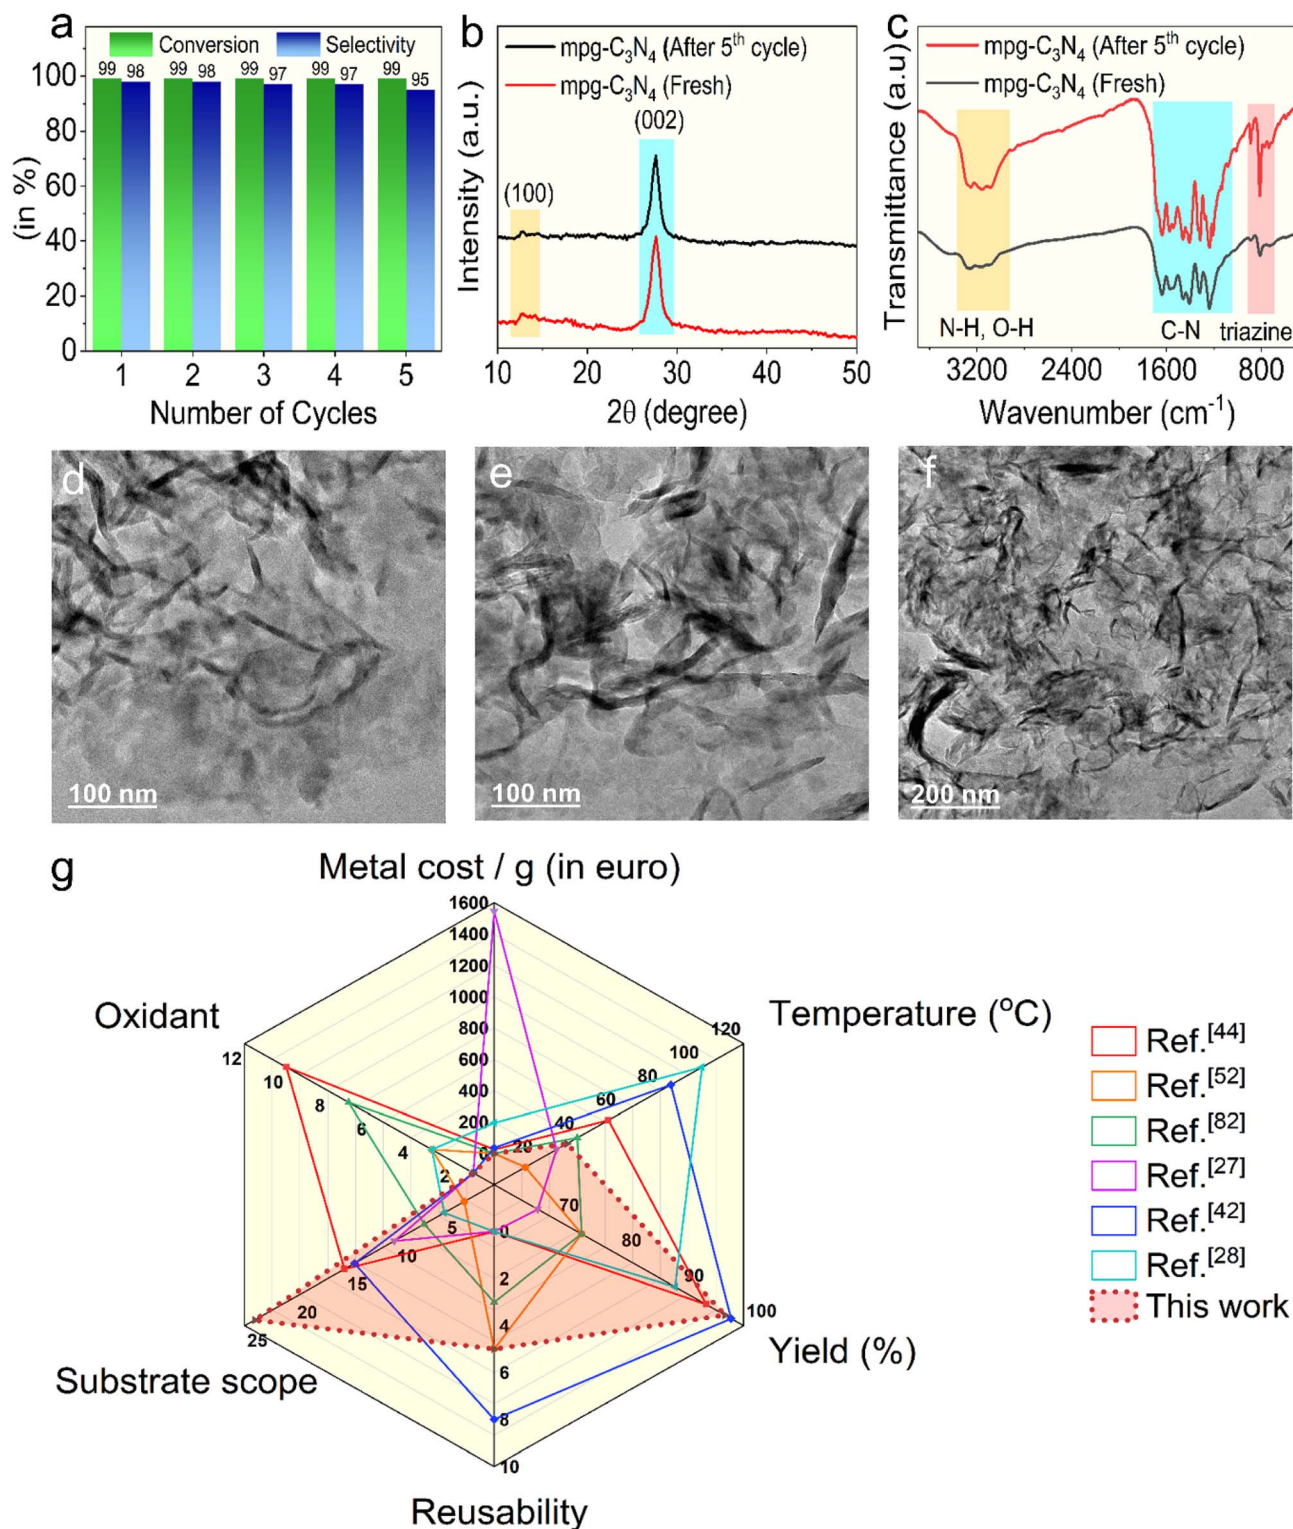 a
Conversion Selectivity
99 98 99 98 99 97 99 97 99 95
100
80
60
40
20
0
(in %)
1 2 3 4 5
Number of Cycles
b
mpg-C₃N₄ (After 5ᵗʰ cycle)
mpg-C₃N₄ (Fresh)
(002)
(100)
Intensity (a.u.)
10 20 30 40 50
2θ (degree)
c
mpg-C₃N₄ (After 5ᵗʰ cycle)
mpg-C₃N₄ (Fresh)
Transmittance (a.u)
N-H, O-H C-N triazine
3200 2400 1600 800
Wavenumber (cm⁻¹)
d
100 nm
e
100 nm
f
200 nm
g
Metal cost / g (in euro)
1600
1400
1200
1000
800
600
400
200
0
Temperature (ºC)
120
100
80
60
40
20
Yield (%)
70
80
90
100
Reusability
0
2
4
6
8
10
Substrate scope
5
10
15
20
25
Oxidant
12
10
8
6
4
2
Ref.[44]
Ref.[52]
Ref.[82]
Ref.[27]
Ref.[42]
Ref.[28]
This work